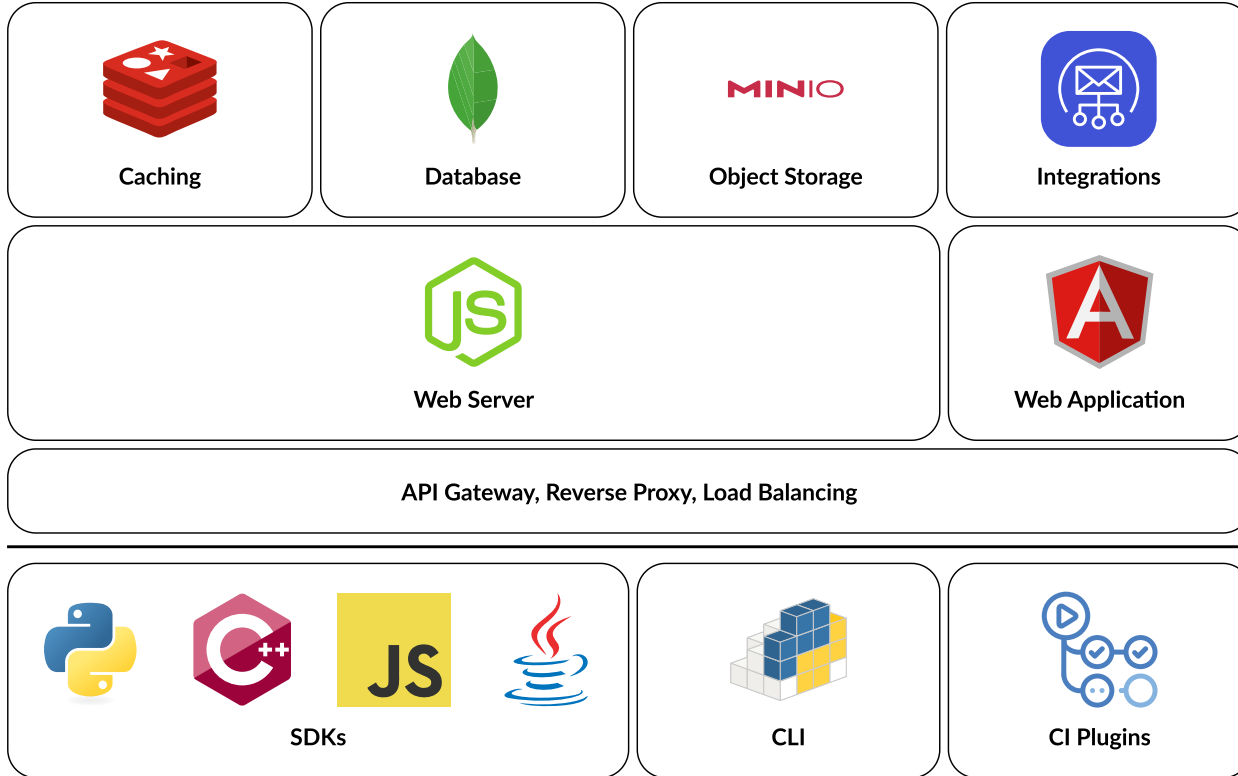 MINIO
Caching
Database
Object Storage
Integrations
JS
Web Server
A
Web Application
API Gateway, Reverse Proxy, Load Balancing
C++
JS
SDKs
CLI
CI Plugins